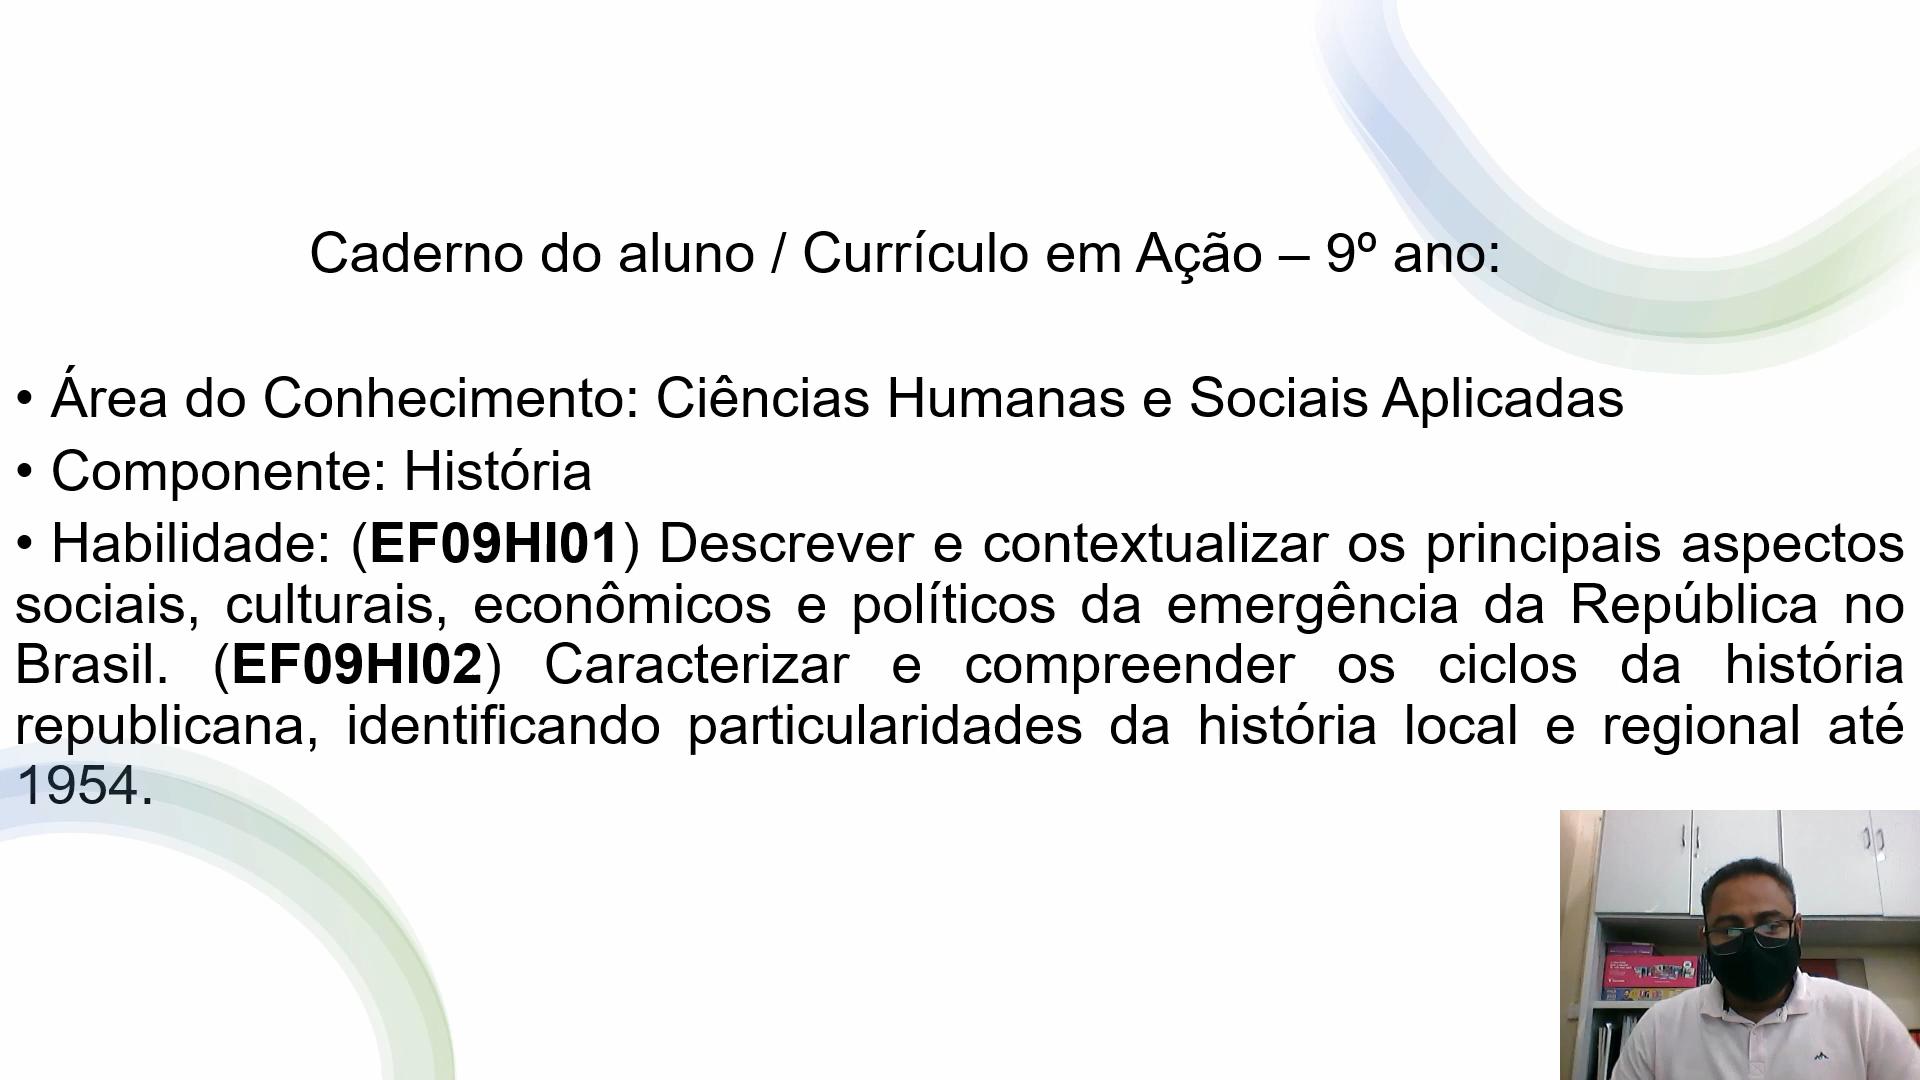 Caderno do aluno / Currículo em Ação – 9º ano:
• Área do Conhecimento: Ciências Humanas e Sociais Aplicadas
• Componente: História
• Habilidade: (EF09HI01) Descrever e contextualizar os principais aspectos
sociais, culturais, econômicos e políticos da emergência da República no
Brasil. (EF09HI02) Caracterizar e compreender os ciclos da história
republicana, identificando particularidades da história local e regional até
1954.